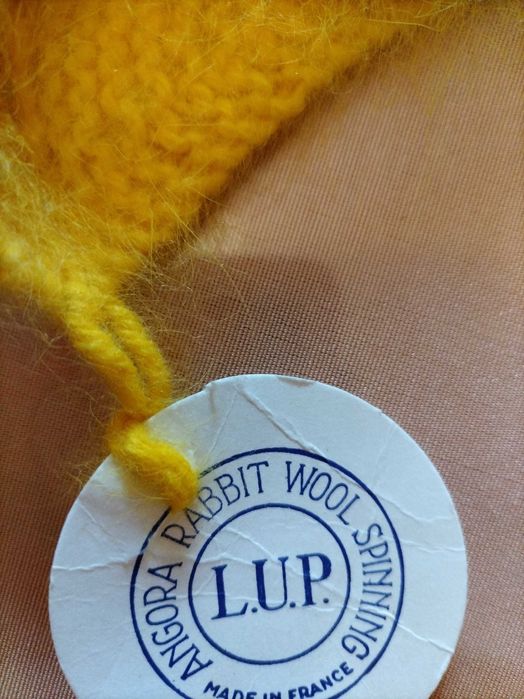 ANGORA RABBIT WOOL SPINNING
L.U.P.
MADE IN FRANCE